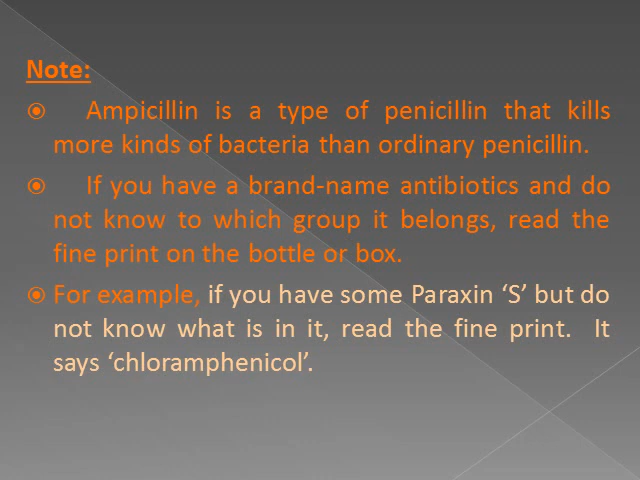 Note:
Ampicillin is a type of penicillin that kills
more kinds of bacteria than ordinary penicillin.
If you have a brand-name antibiotics and do
not know to which group it belongs, read the
fine print on the bottle or box.
For example, if you have some Paraxin ‘S’ but do
not know what is in it, read the fine print. It
says ‘chloramphenicol’.